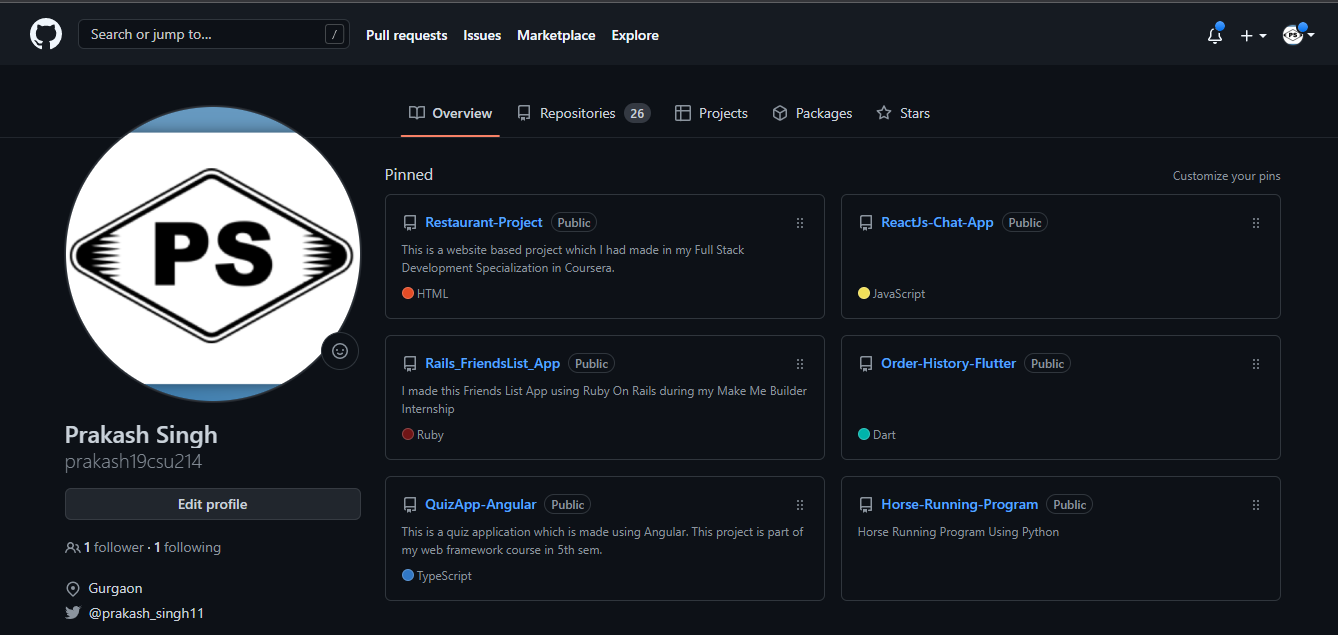 Search or jump to... /
Pull requests Issues Marketplace Explore
PS
Overview
Repositories 26
Projects
Packages
Stars
PS
Prakash Singh
prakash19csu214
Edit profile
1 follower · 1 following
Gurgaon
@prakash_singh11
Pinned
Customize your pins
Restaurant-Project Public
This is a website based project which I had made in my Full Stack
Development Specialization in Coursera.
HTML
ReactJs-Chat-App Public
JavaScript
Rails_FriendsList_App Public
I made this Friends List App using Ruby On Rails during my Make Me Builder
Internship
Ruby
Order-History-Flutter Public
Dart
QuizApp-Angular Public
This is a quiz application which is made using Angular. This project is part of
my web framework course in 5th sem.
TypeScript
Horse-Running-Program Public
Horse Running Program Using Python